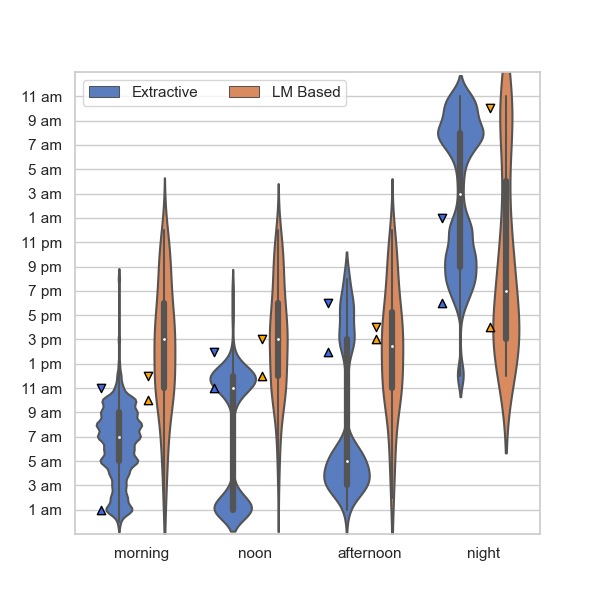 Extractive LM Based
11 am
9 am
7 am
5 am
3 am
1 am
11 pm
9 pm
7 pm
5 pm
3 pm
1 pm
11 am
9 am
7 am
5 am
3 am
1 am
morning noon afternoon night